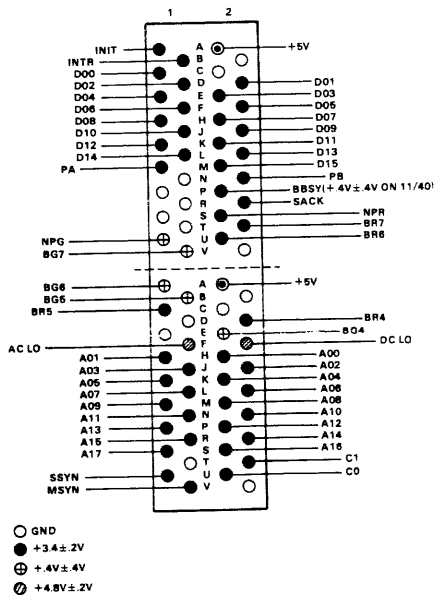 1 2
INIT A +5V
INTR B
D00 C
D02 D D01
D04 E D03
D06 F D05
D08 H D07
D10 J D09
D12 K D11
D14 L D13
PA M D15
N PB
P BBSY(+.4V±.4V ON 11/40)
R SACK
S NPR
T BR7
NPG U BR6
BG7 V
BG6 A +5V
BG5 B
BR5 C
D BR4
E BG4
AC LO F DC LO
A01 H A00
A03 J A02
A05 K A04
A07 L A06
A09 M A08
A11 N A10
A13 P A12
A15 R A14
A17 S A16
T C1
SSYN U C0
MSYN V
GND
+3.4±.2V
+.4V±.4V
+4.8V±.2V